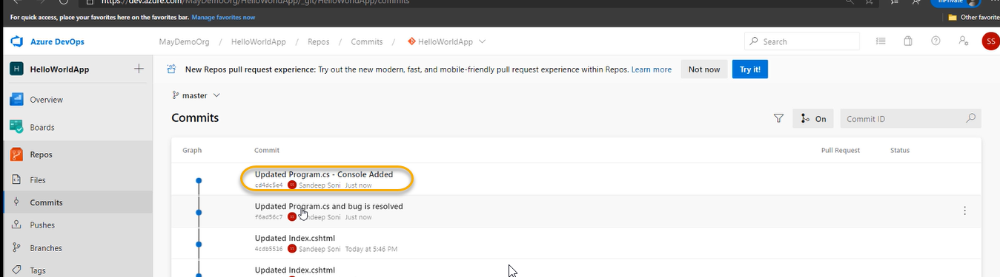 https://dev.azure.com/MayDemoOrg/HelloWorldApp/_git/HelloWorldApp/commits
InPrivate
For quick access, place your favorites here on the favorites bar. Manage favorites now
Other favorite
Azure DevOps
MayDemoOrg / HelloWorldApp / Repos / Commits / HelloWorldApp
Search
SS
H HelloWorldApp
New Repos pull request experience: Try out the new modern, fast, and mobile-friendly pull request experience within Repos. Learn more
Not now
Try it!
Overview
Boards
Repos
Files
Commits
Pushes
Branches
Tags
master
Commits
On
Commit ID
Graph Commit Pull Request Status
Updated Program.cs - Console Added
cd4dc5e4 SS Sandeep Soni Just now
Updated Program.cs and bug is resolved
f6ad56c7 SS Sandeep Soni Just now
Updated Index.cshtml
4cdb5516 SS Sandeep Soni Today at 5:46 PM
Updated Index.cshtml